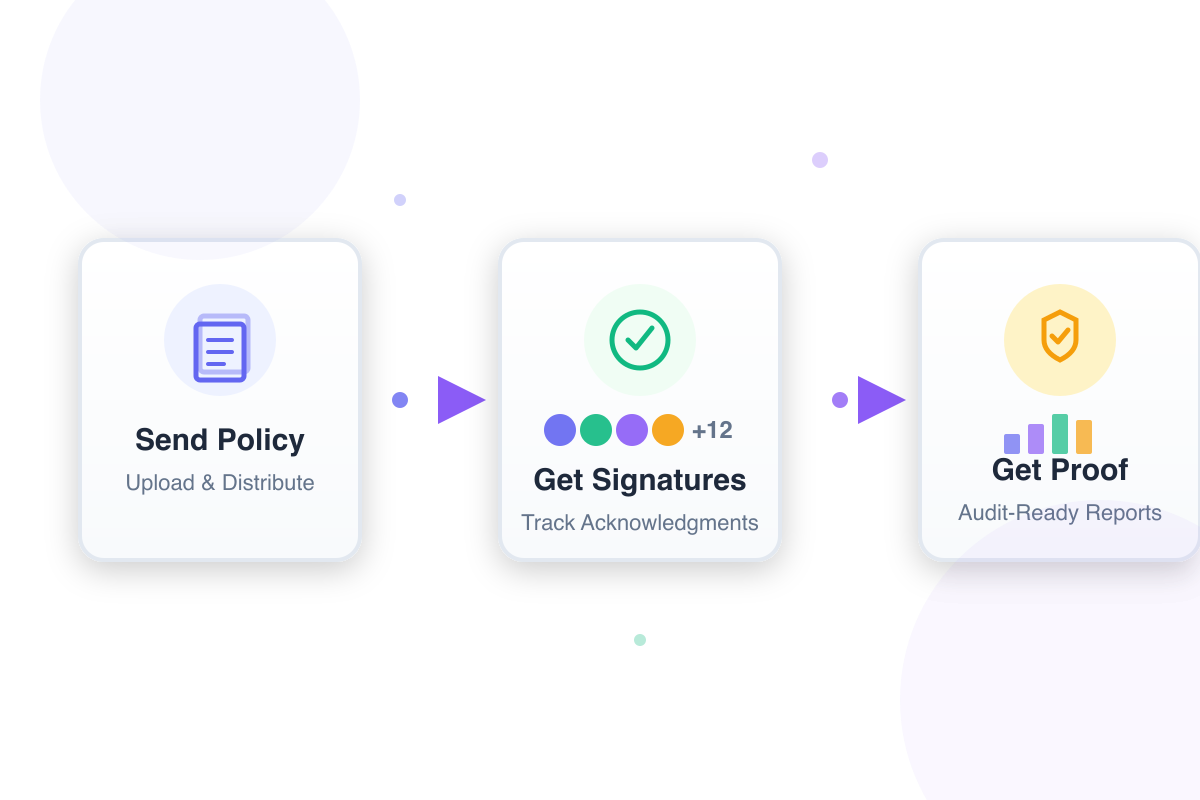 Send Policy
Upload & Distribute
+12
Get Signatures
Track Acknowledgments
Get Proof
Audit-Ready Reports